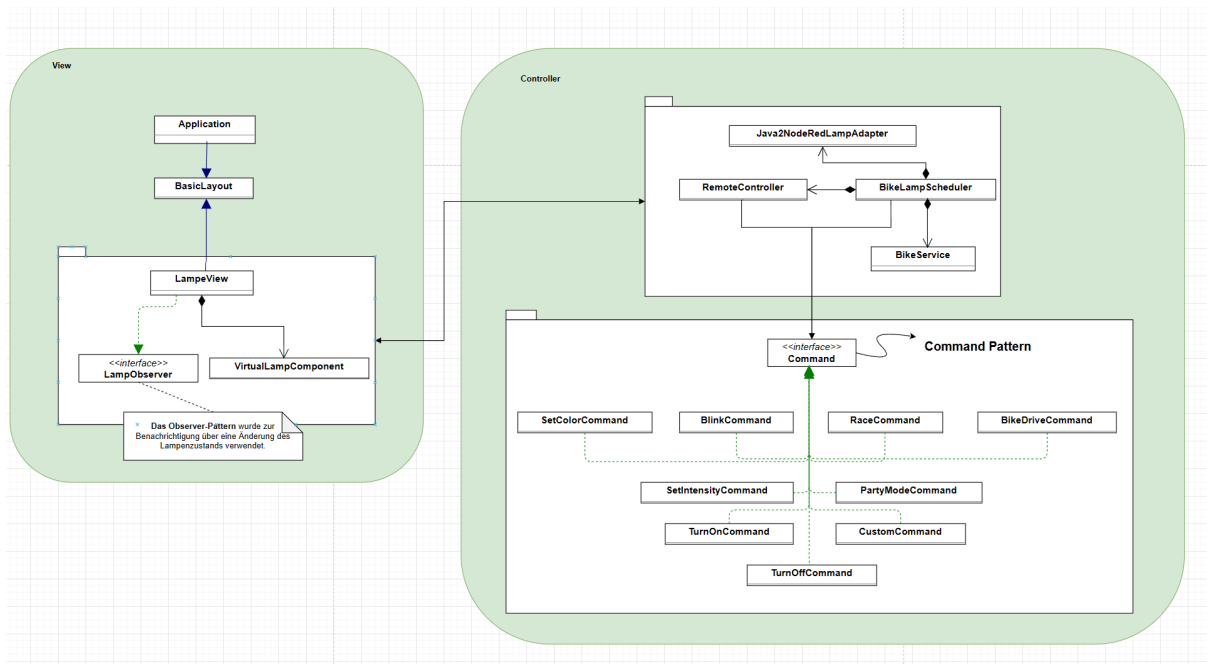 View
Application
BasicLayout
LampeView
<<interface>>
LampObserver
VirtualLampComponent
Das Observer-Pattern wurde zur
Benachrichtigung über eine Änderung des
Lampenzustands verwendet.
Controller
Java2NodeRedLampAdapter
RemoteController
BikeLampScheduler
BikeService
<<interface>>
Command
Command Pattern
SetColorCommand
BlinkCommand
RaceCommand
BikeDriveCommand
SetIntensityCommand
PartyModeCommand
TurnOnCommand
CustomCommand
TurnOffCommand